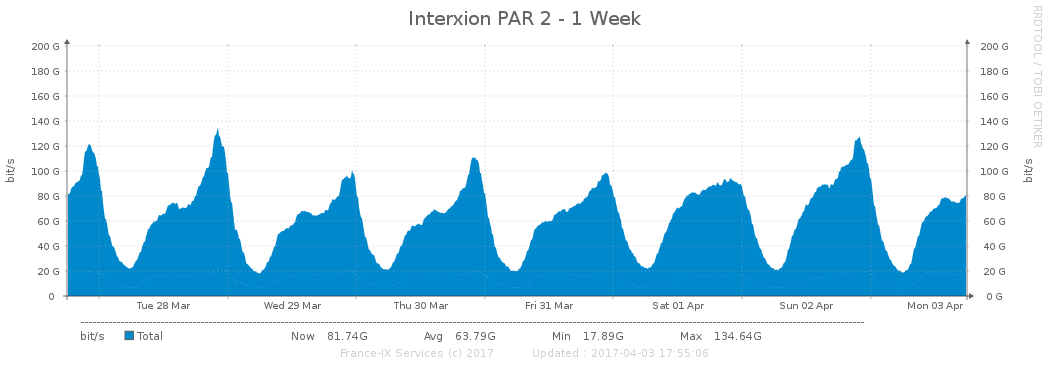 Interxion PAR 2 - 1 Week
RRDTOOL / TOBI OETIKER
bit/s
bit/s
200 G 200 G
180 G 180 G
160 G 160 G
140 G 140 G
120 G 120 G
100 G 100 G
80 G 80 G
60 G 60 G
40 G 40 G
20 G 20 G
0 0 G
Tue 28 Mar Wed 29 Mar Thu 30 Mar Fri 31 Mar Sat 01 Apr Sun 02 Apr Mon 03 Apr
bit/s Total Now 81.74G Avg 63.79G Min 17.89G Max 134.64G
France-IX Services (c) 2017 Updated : 2017-04-03 17:55:06